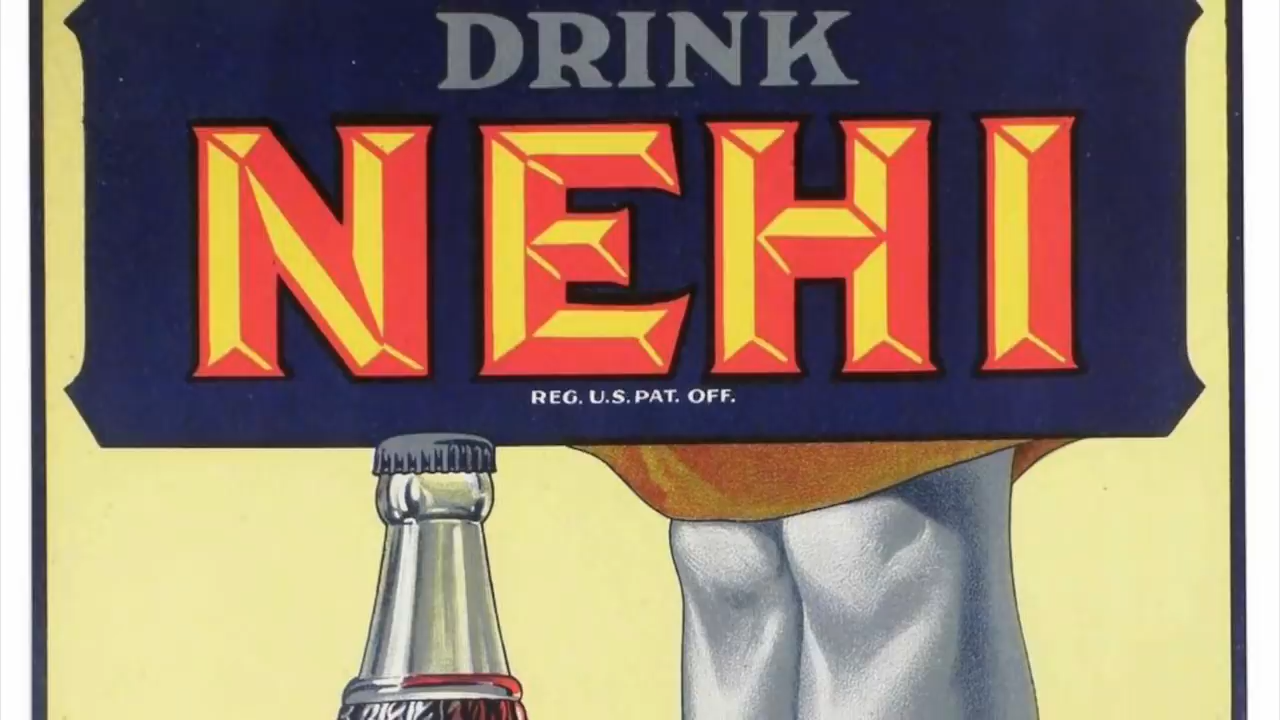 DRINK
NEHI
REG. U.S. PAT. OFF.